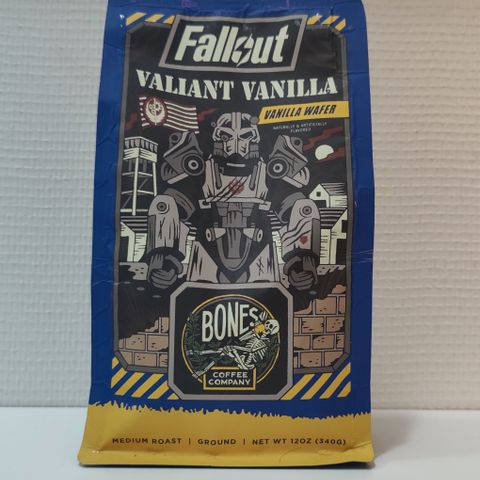 Fallout
VALIANT VANILLA
VANILLA WAFER
NATURALLY & ARTIFICIALLY
FLAVORED
BONES
COFFEE
COMPANY
MEDIUM ROAST | GROUND | NET WT 12OZ (340G)